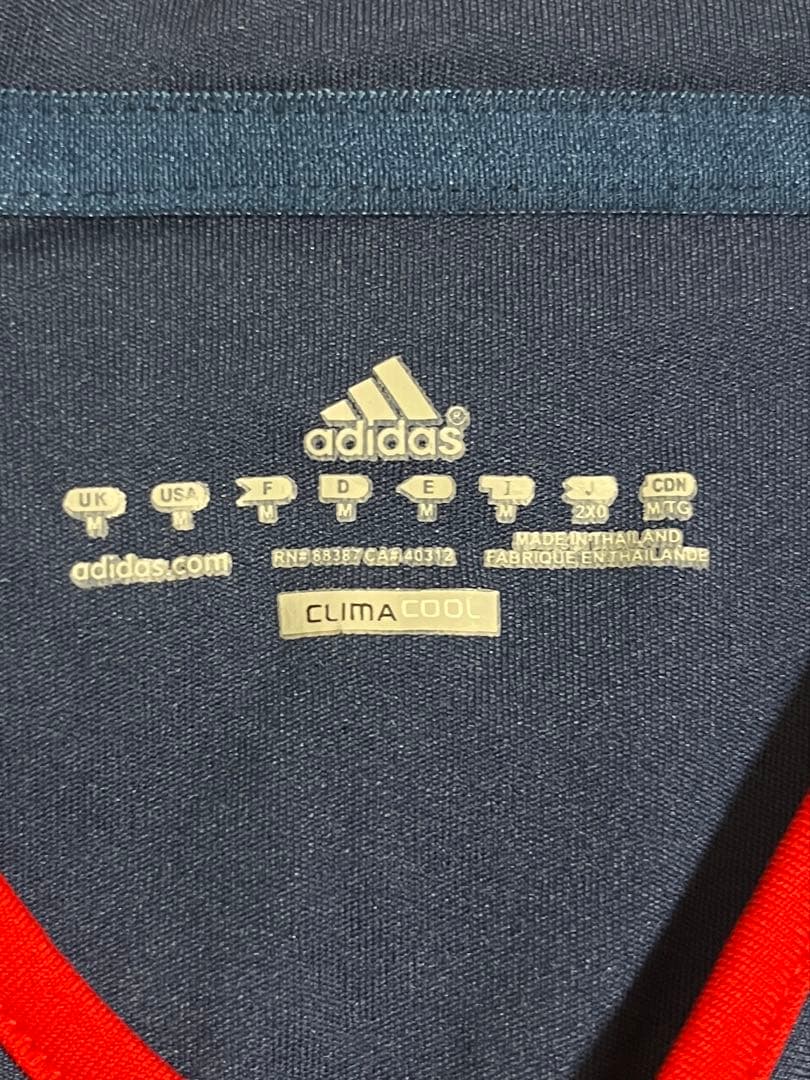 adidas®
UK USA F D E I J CDN
M M M M M M 2XO M/TG
adidas.com RN# 88387 CA# 40312 MADE IN THAILAND
FABRIQUE EN THAILANDE
CLIMACOOL